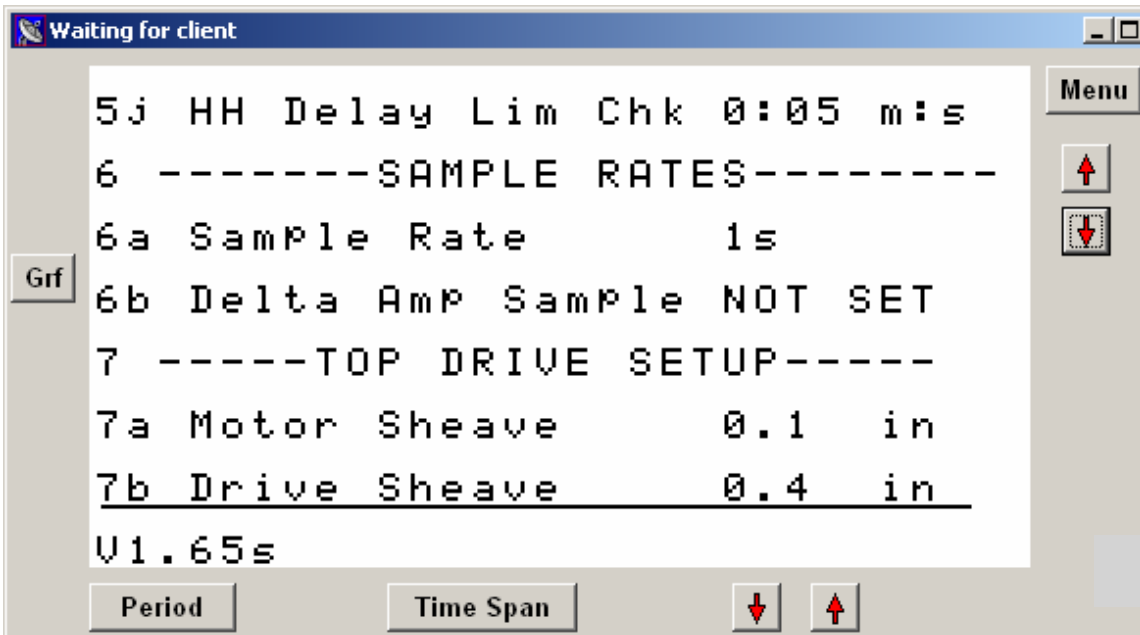 Waiting for client
5j HH Delay Lim Chk 0:05 m:s
6 -------SAMPLE RATES--------
6a Sample Rate 1s
6b Delta Amp Sample NOT SET
7 -----TOP DRIVE SETUP-----
7a Motor Sheave 0.1 in
7b Drive Sheave 0.4 in
V1.65s
Menu
Grf
Period Time Span